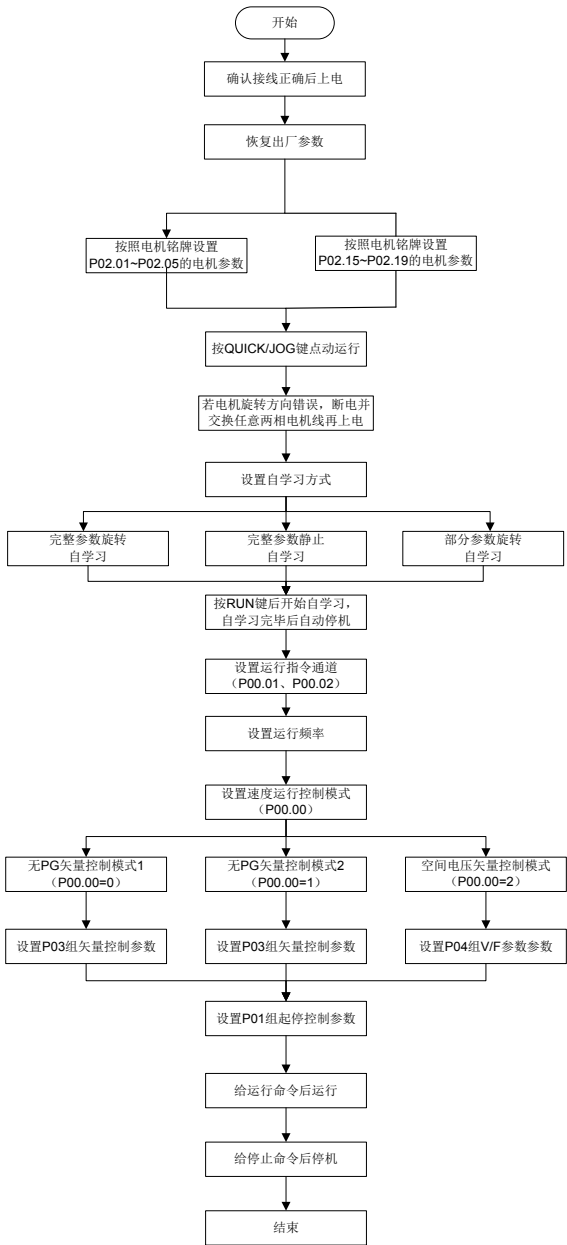 开始
确认接线正确后上电
恢复出厂参数
按照电机铭牌设置
P02.01~P02.05的电机参数
按照电机铭牌设置
P02.15~P02.19的电机参数
按QUICK/JOG键点动运行
若电机旋转方向错误，断电并
交换任意两相电机线再上电
设置自学习方式
完整参数旋转
自学习
完整参数静止
自学习
部分参数旋转
自学习
按RUN键后开始自学习，
自学习完毕后自动停机
设置运行指令通道
（P00.01、P00.02）
设置运行频率
设置速度运行控制模式
（P00.00）
无PG矢量控制模式1
（P00.00=0）
无PG矢量控制模式2
（P00.00=1）
空间电压矢量控制模式
（P00.00=2）
设置P03组矢量控制参数
设置P03组矢量控制参数
设置P04组V/F参数参数
设置P01组起停控制参数
给运行命令后运行
给停止命令后停机
结束